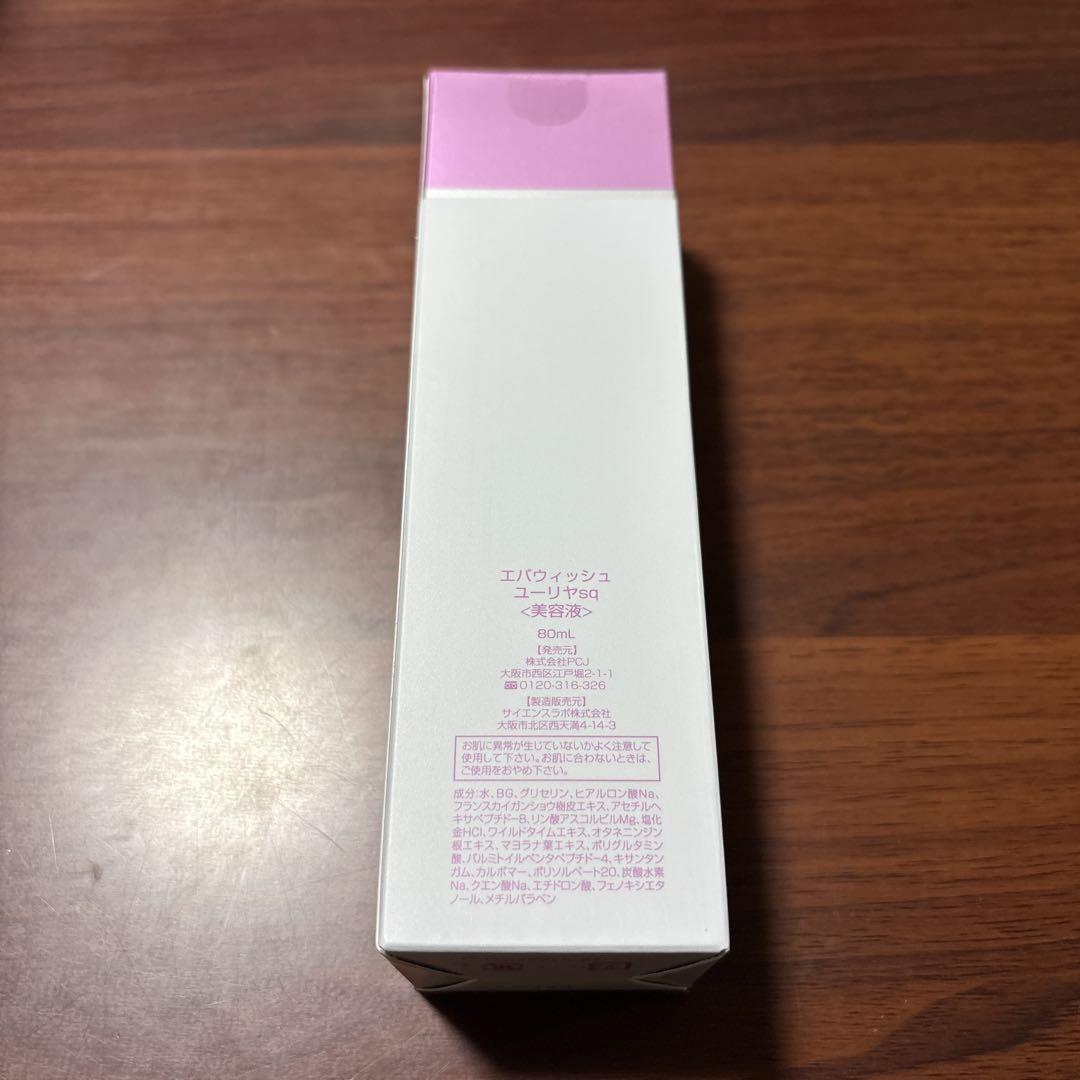 エバウィッシュ
ユーリヤsq
<美容液>
80mL
【発売元】
株式会社PCJ
大阪市西区江戸堀2-1-1
0120-316-326
【製造販売元】
サイエンスラボ株式会社
大阪市北区西天満4-14-3
お肌に異常が生じていないかよく注意して
使用して下さい。お肌に合わないときは、
ご使用をおやめ下さい。
成分:水、BG、グリセリン、ヒアルロン酸Na、
フランスカイガンショウ樹皮エキス、アセチルヘ
キサペプチド-8、リン酸アスコルビルMg、塩化
金HCl、ワイルドタイムエキス、オタネニンジン
根エキス、マヨラナ葉エキス、ポリグルタミン
酸、パルミトイルペンタペプチド-4、キサンタン
ガム、カルボマー、ポリソルベート20、炭酸水素
Na、クエン酸Na、エチドロン酸、フェノキシエタ
ノール、メチルパラベン